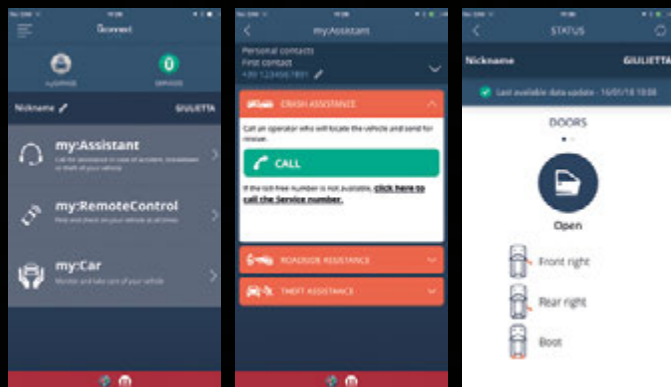 Uconnect
0
Nickname
GIULIETTA
my:Assistant
Call for assistance in case of accident, breakdown
or theft of your vehicle
my:RemoteControl
Find and check on your vehicle at all times
my:Car
Monitor and take care of your vehicle
my:Assistant
Personal contacts
First contact
+39 1234567891
CRASH ASSISTANCE
Call an operator who will locate the vehicle and send for
rescue.
CALL
If the toll-free number is not available, click here to
call the Service number.
ROADSIDE ASSISTANCE
THEFT ASSISTANCE
STATUS
Nickname
GIULIETTA
Last available data update - 16/01/18 10:08
DOORS
Open
Front right
Rear right
Boot